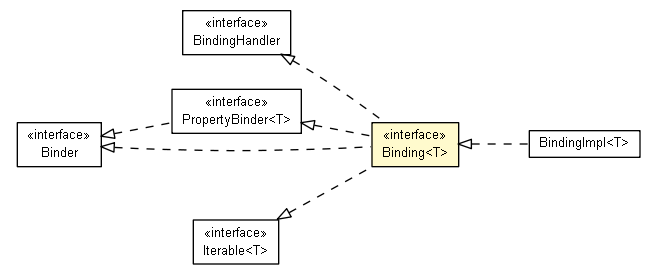 «interface»
BindingHandler
«interface»
PropertyBinder<T>
«interface»
Binder
«interface»
Binding<T>
BindingImpl<T>
«interface»
Iterable<T>